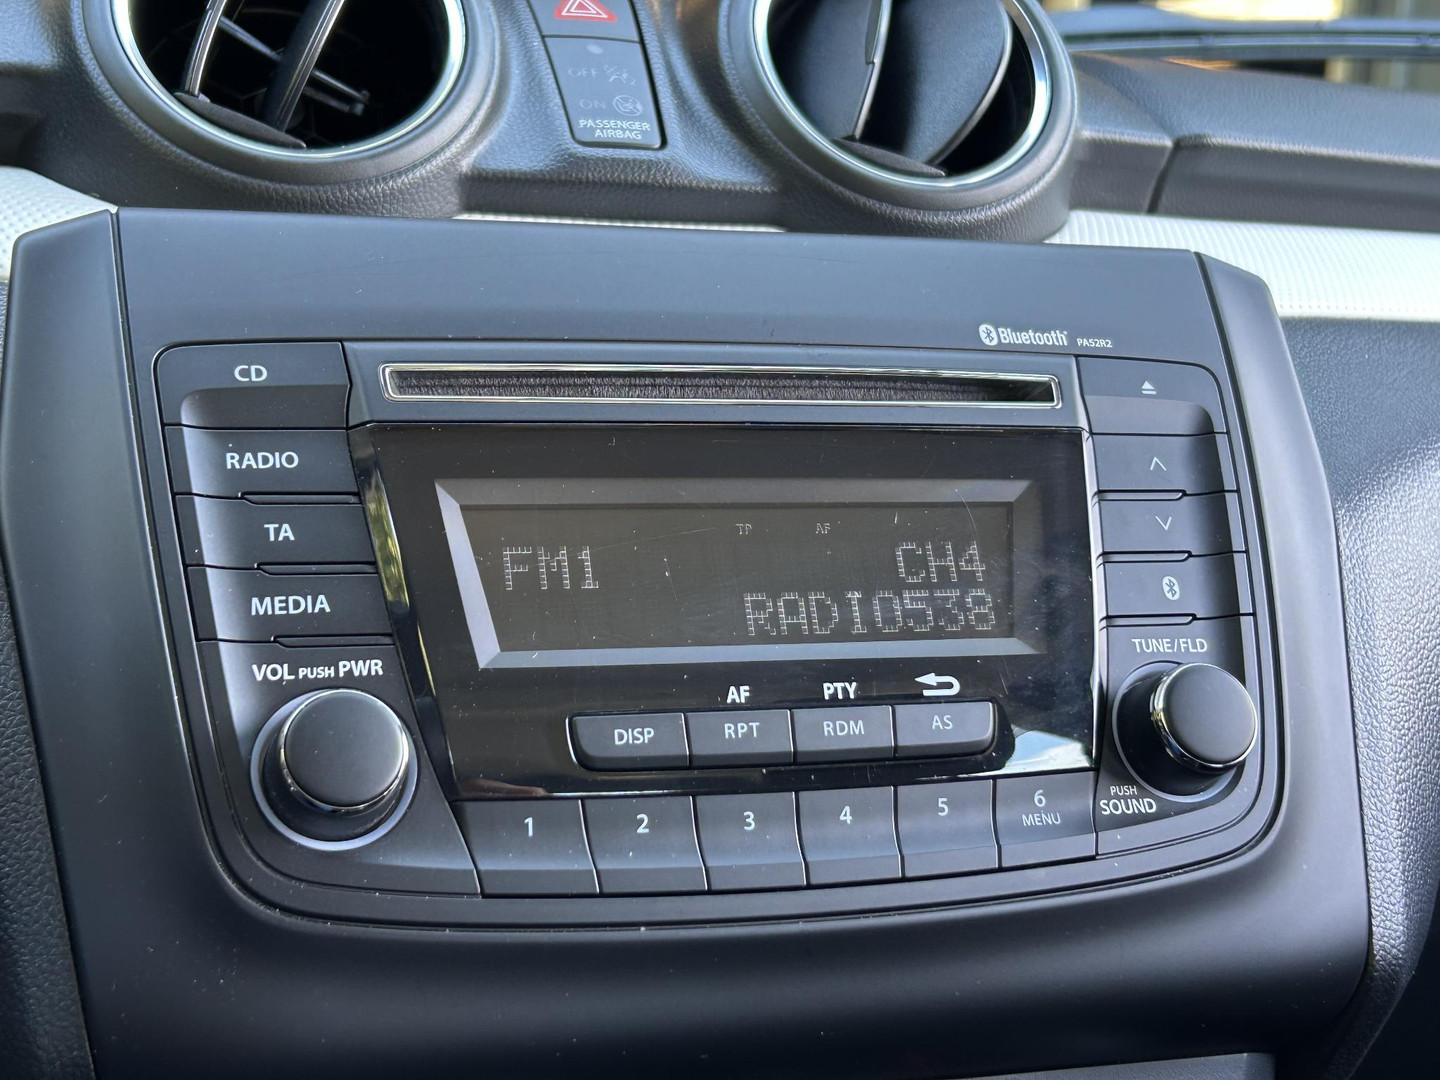 OFF
ON
PASSENGER
AIRBAG
Bluetooth PA52R2
CD
RADIO
TA
MEDIA
VOL PUSH PWR
TP AF
FM1 CH4
RADIO538
AF PTY
DISP RPT RDM AS
1 2 3 4 5 6
MENU
TUNE/FLD
PUSH
SOUND